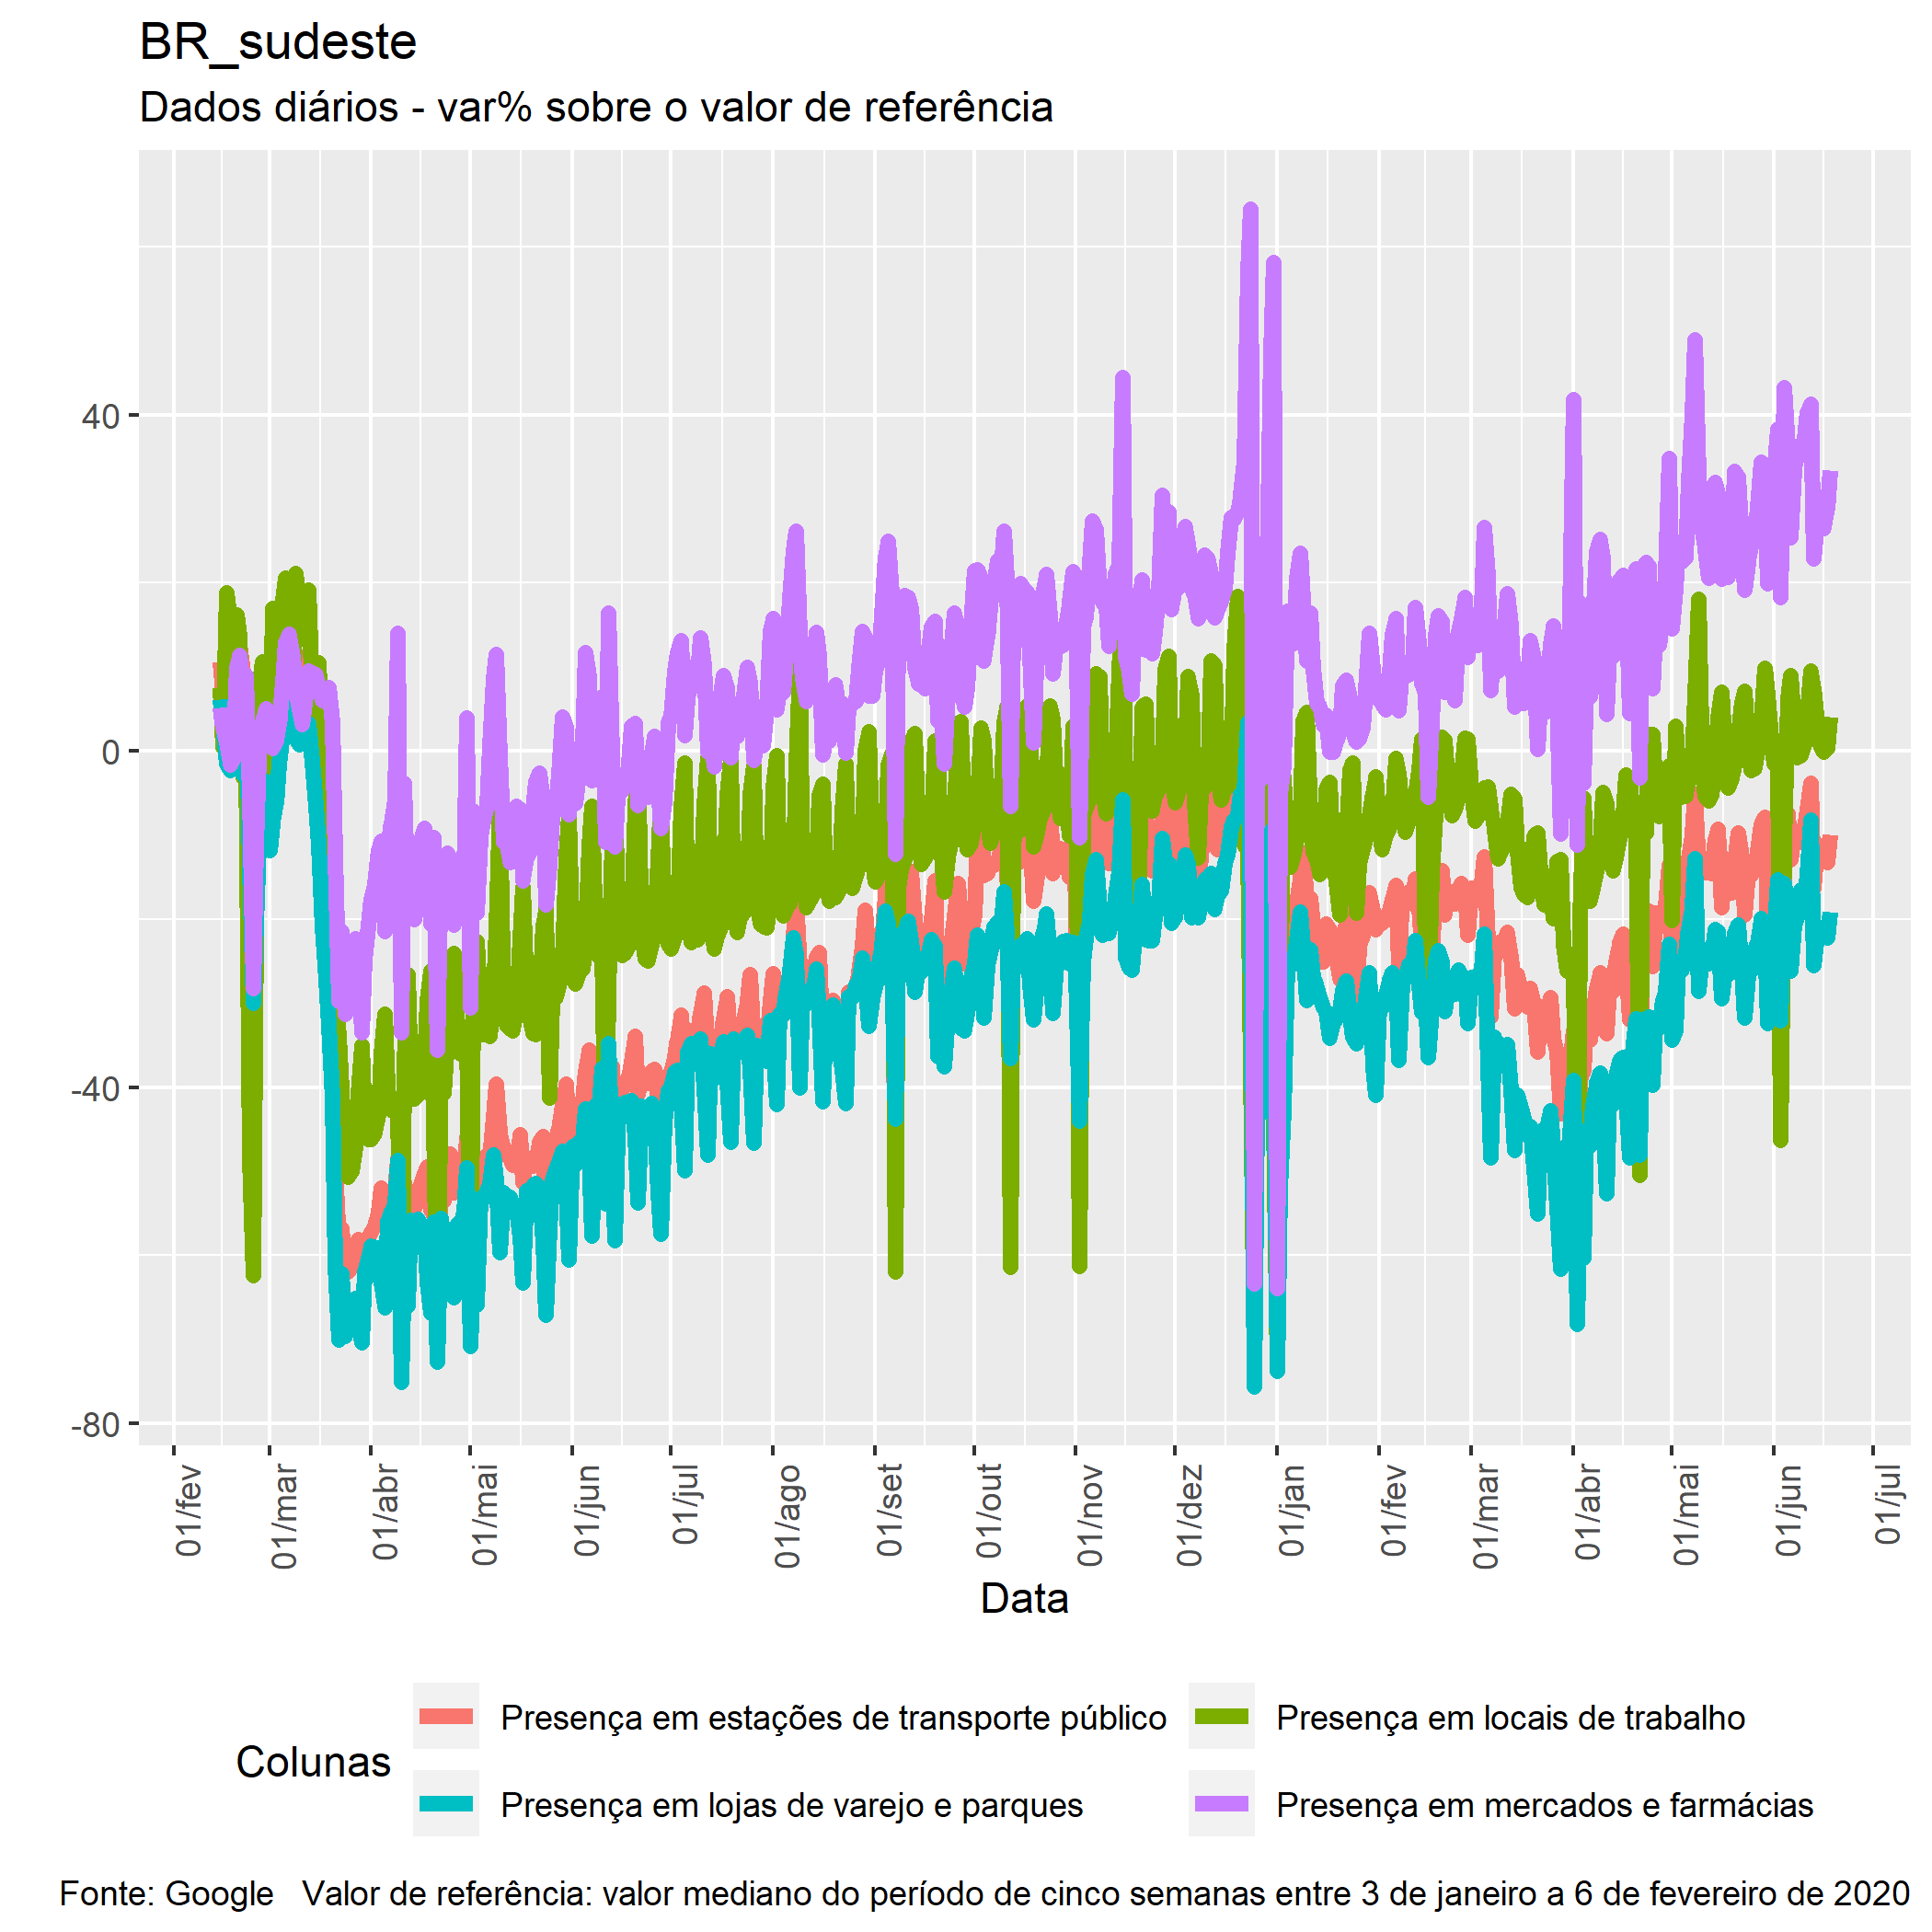 BR_sudeste
Dados diários - var% sobre o valor de referência
40
0
-40
-80
01/fev
01/mar
01/abr
01/mai
01/jun
01/jul
01/ago
01/set
01/out
01/nov
01/dez
01/jan
01/fev
01/mar
01/abr
01/mai
01/jun
01/jul
Data
Colunas
Presença em estações de transporte público
Presença em locais de trabalho
Presença em lojas de varejo e parques
Presença em mercados e farmácias
Fonte: Google   Valor de referência: valor mediano do período de cinco semanas entre 3 de janeiro a 6 de fevereiro de 2020